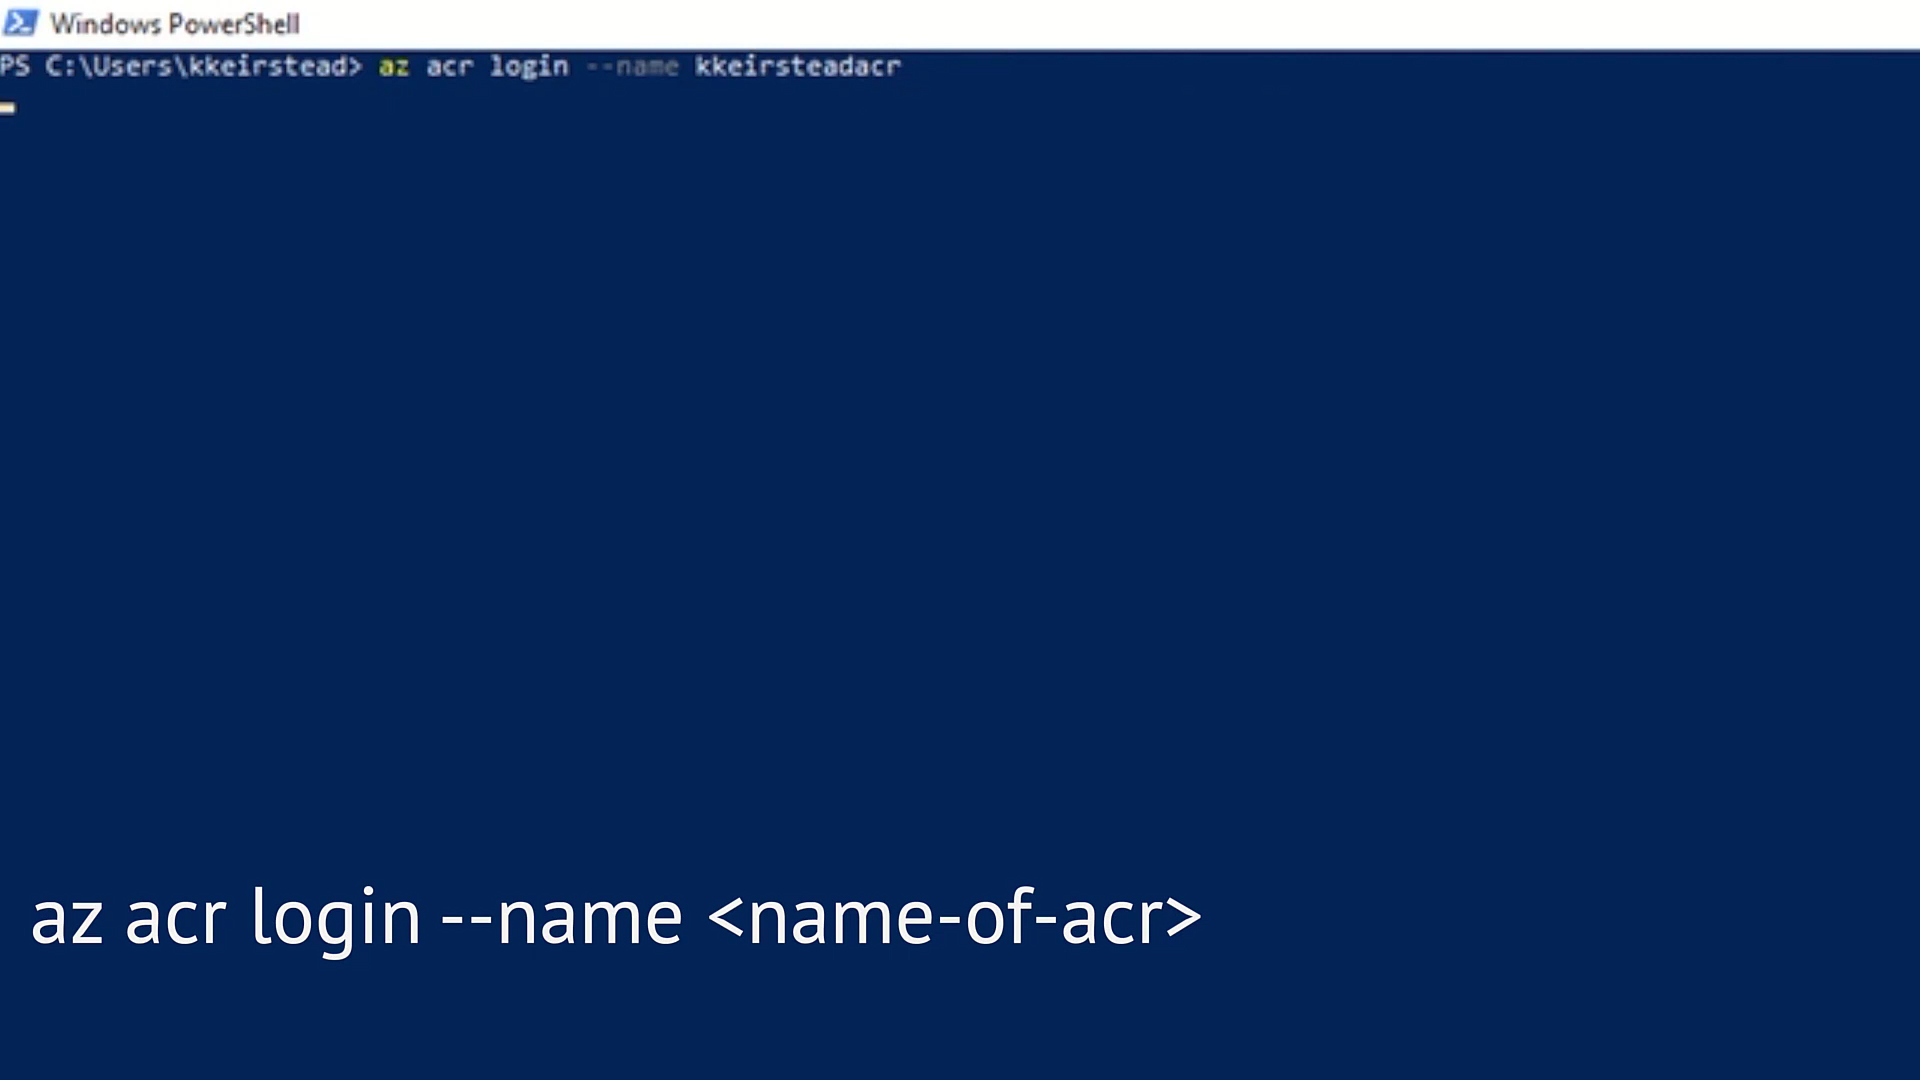 Windows PowerShell
PS C:\Users\kkeirstead> az acr login --name kkeirsteadacr
az acr login --name <name-of-acr>